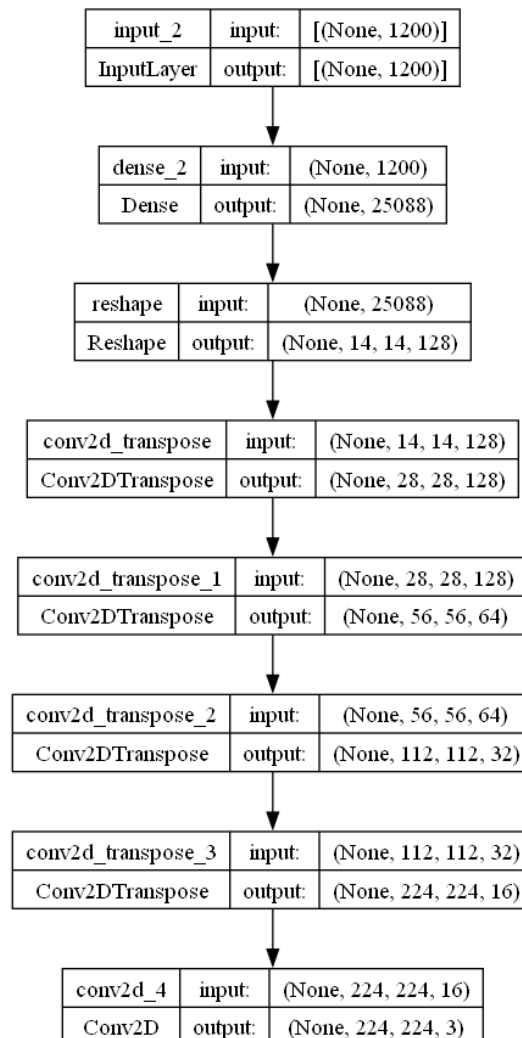 input_2 input: [(None, 1200)]
InputLayer output: [(None, 1200)]
dense_2 input: (None, 1200)
Dense output: (None, 25088)
reshape input: (None, 25088)
Reshape output: (None, 14, 14, 128)
conv2d_transpose input: (None, 14, 14, 128)
Conv2DTranspose output: (None, 28, 28, 128)
conv2d_transpose_1 input: (None, 28, 28, 128)
Conv2DTranspose output: (None, 56, 56, 64)
conv2d_transpose_2 input: (None, 56, 56, 64)
Conv2DTranspose output: (None, 112, 112, 32)
conv2d_transpose_3 input: (None, 112, 112, 32)
Conv2DTranspose output: (None, 224, 224, 16)
conv2d_4 input: (None, 224, 224, 16)
Conv2D output: (None, 224, 224, 3)